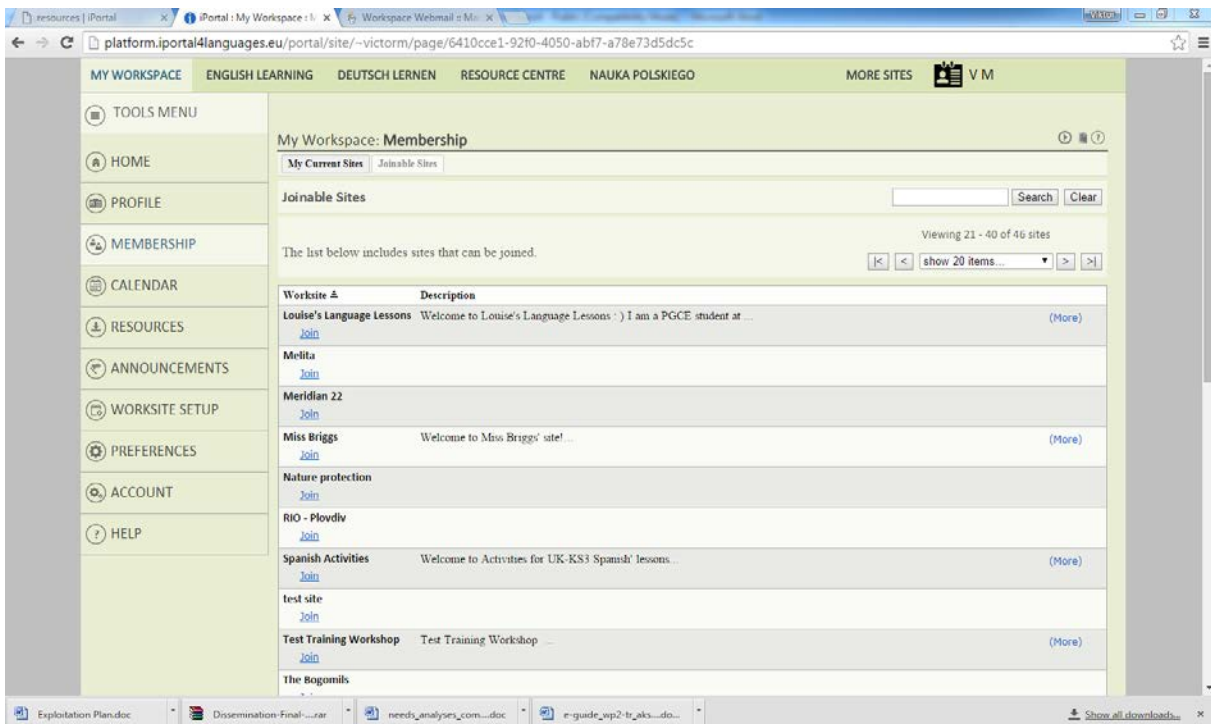 resources | iPortal
iPortal : My Workspace :
Workspace Webmail ::
platform.iportal4languages.eu/portal/site/~victorm/page/6410cce1-92f0-4050-abf7-a78e73d5dc5c
MY WORKSPACE ENGLISH LEARNING DEUTSCH LERNEN RESOURCE CENTRE NAUKA POLSKIEGO MORE SITES V M
TOOLS MENU
HOME
PROFILE
MEMBERSHIP
CALENDAR
RESOURCES
ANNOUNCEMENTS
WORKSITE SETUP
PREFERENCES
ACCOUNT
HELP
My Workspace: Membership
My Current Sites Joinable Sites
Joinable Sites Search Clear
Viewing 21 - 40 of 46 sites
The list below includes sites that can be joined.
|< < show 20 items... > >|
Worksite Description
Louise's Language Lessons Welcome to Louise's Language Lessons : ) I am a PGCE student at ... (More)
Join
Melita
Join
Meridian 22
Join
Miss Briggs Welcome to Miss Briggs' site!... (More)
Join
Nature protection
Join
RIO - Plovdiv
Join
Spanish Activities Welcome to Activities for UK-KS3 Spanish' lessons... (More)
Join
test site
Join
Test Training Workshop Test Training Workshop ... (More)
Join
The Bogomils
Exploitation Plan.doc Dissemination-Final-....rar needs_analyses_com....doc e-guide_wp2-tr_aks....do... Show all downloads...